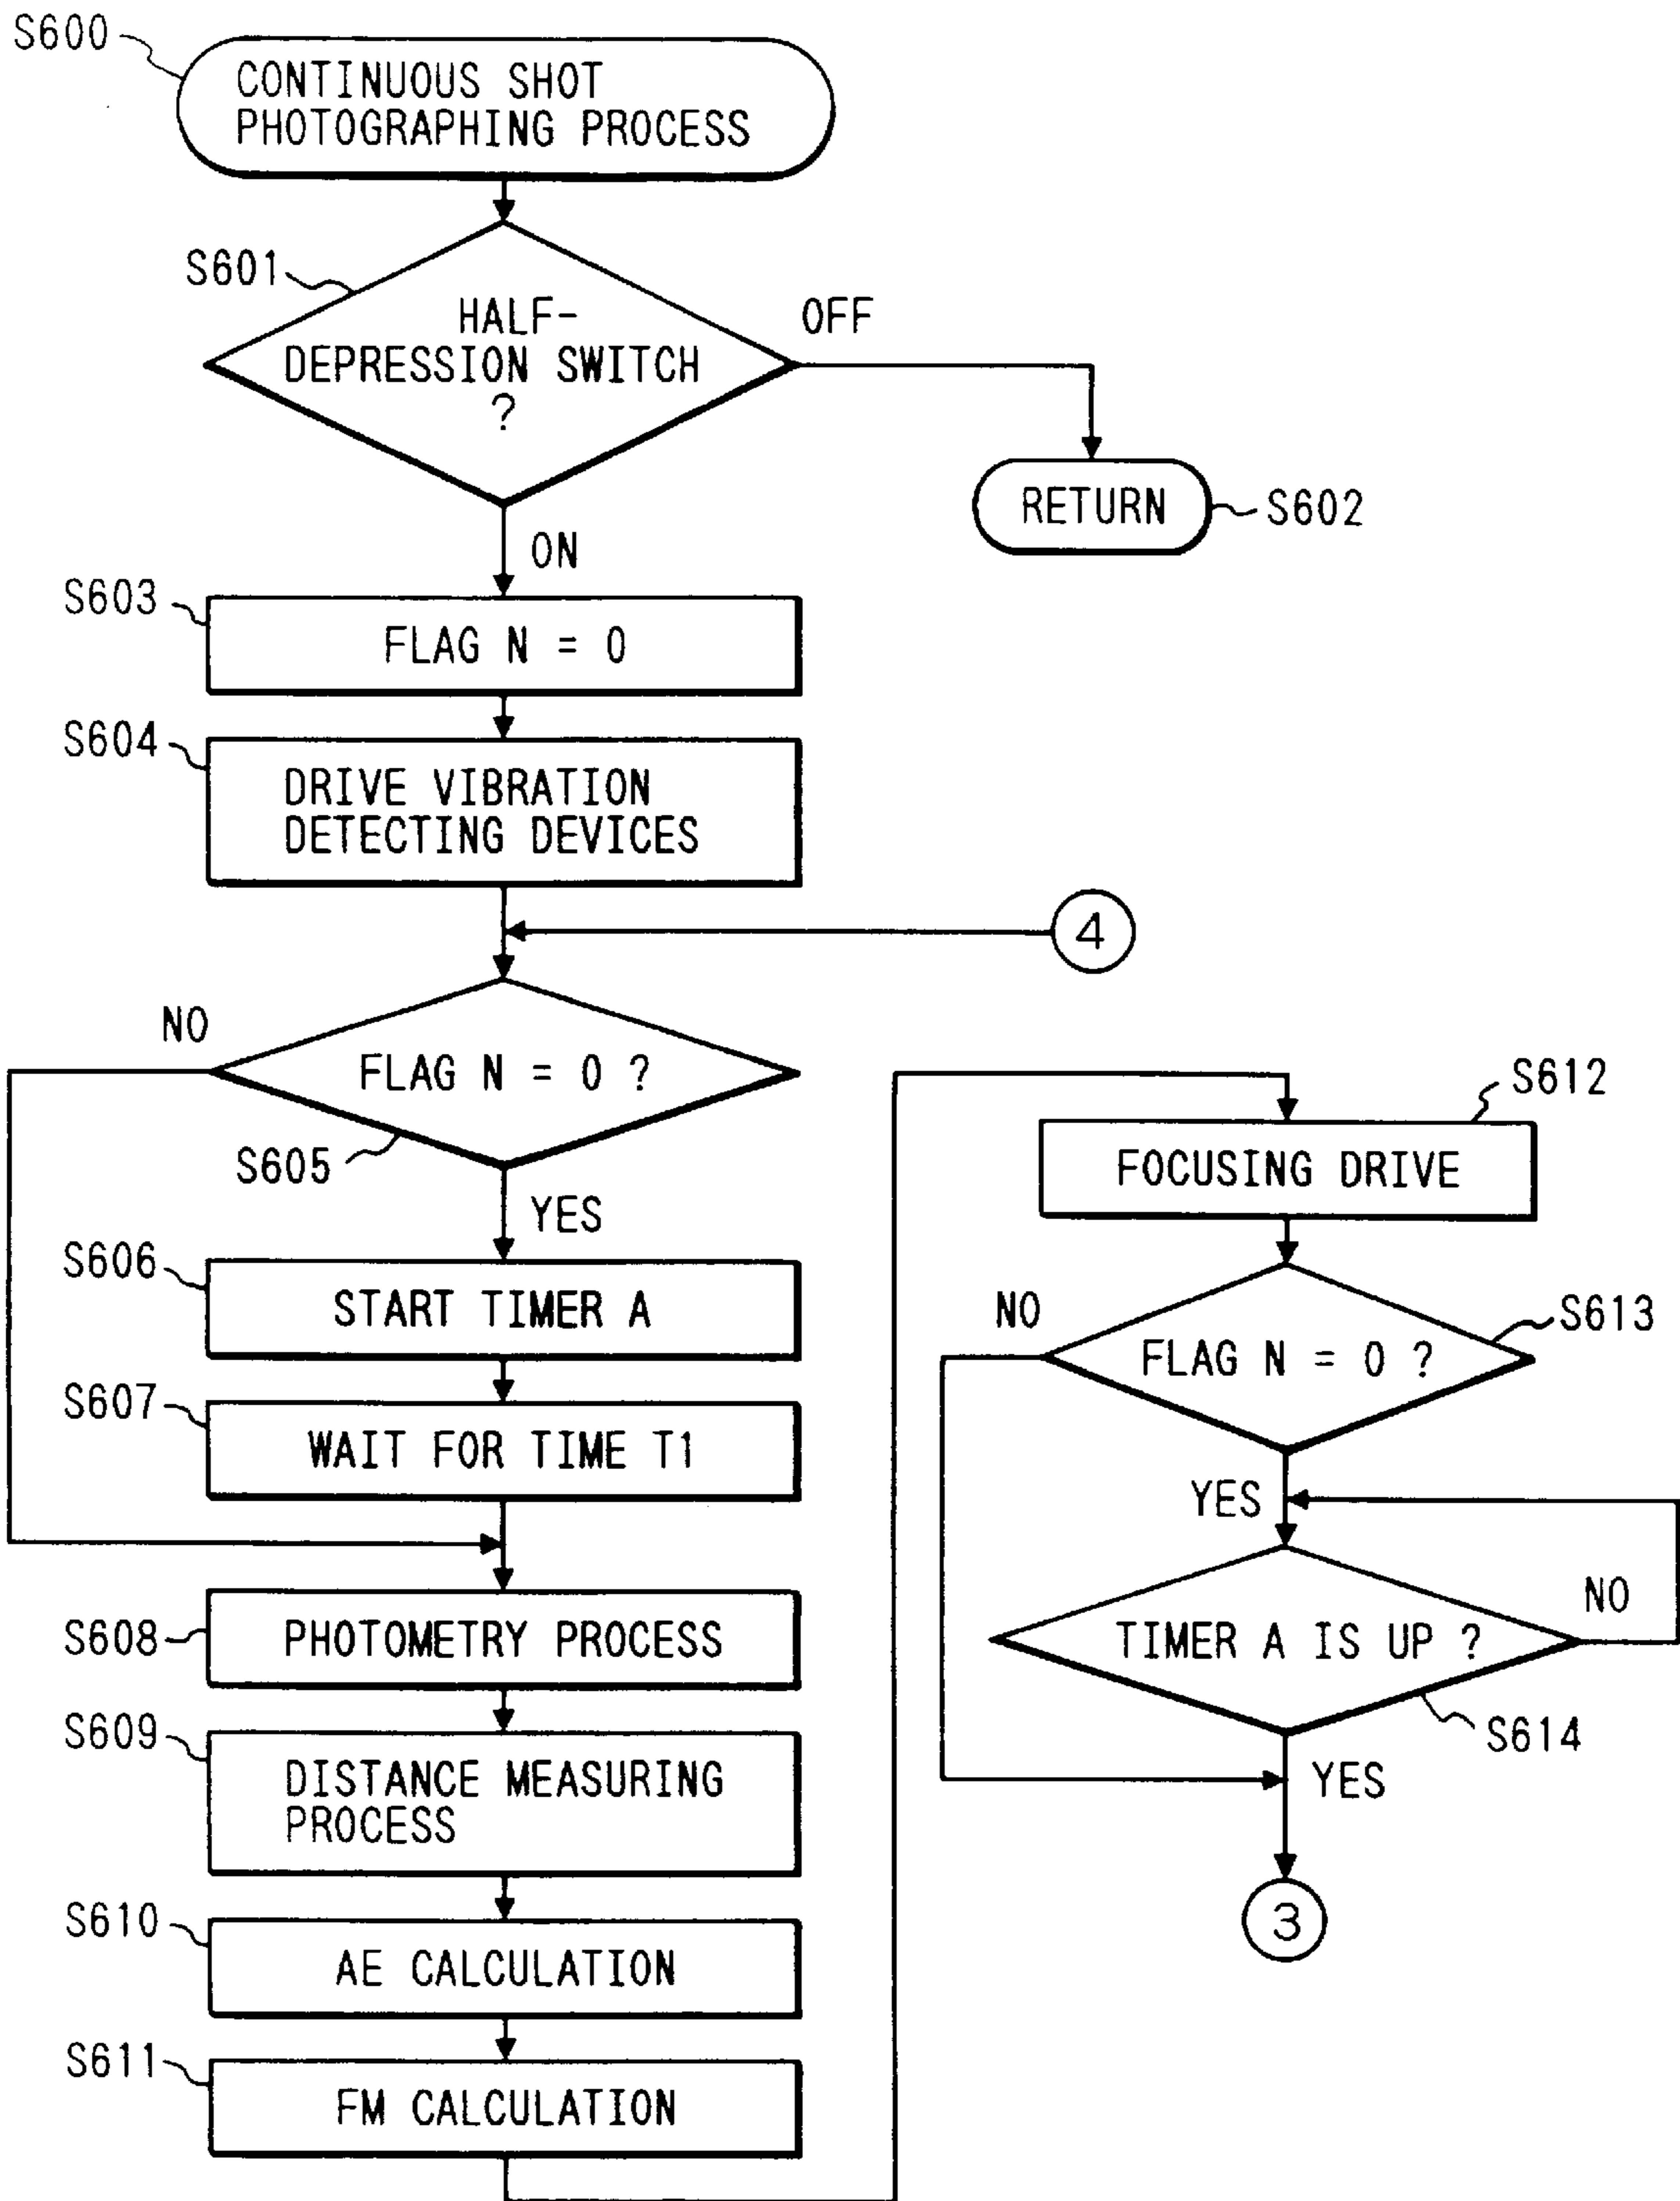 S600
CONTINUOUS SHOT
PHOTOGRAPHING PROCESS
S601
HALF-
DEPRESSION SWITCH
?
OFF
RETURN
S602
ON
S603
FLAG N = 0
S604
DRIVE VIBRATION
DETECTING DEVICES
4
NO
FLAG N = 0 ?
S605
YES
S606
START TIMER A
S607
WAIT FOR TIME T1
S608
PHOTOMETRY PROCESS
S609
DISTANCE MEASURING
PROCESS
S610
AE CALCULATION
S611
FM CALCULATION
S612
FOCUSING DRIVE
NO
S613
FLAG N = 0 ?
YES
NO
TIMER A IS UP ?
S614
YES
3